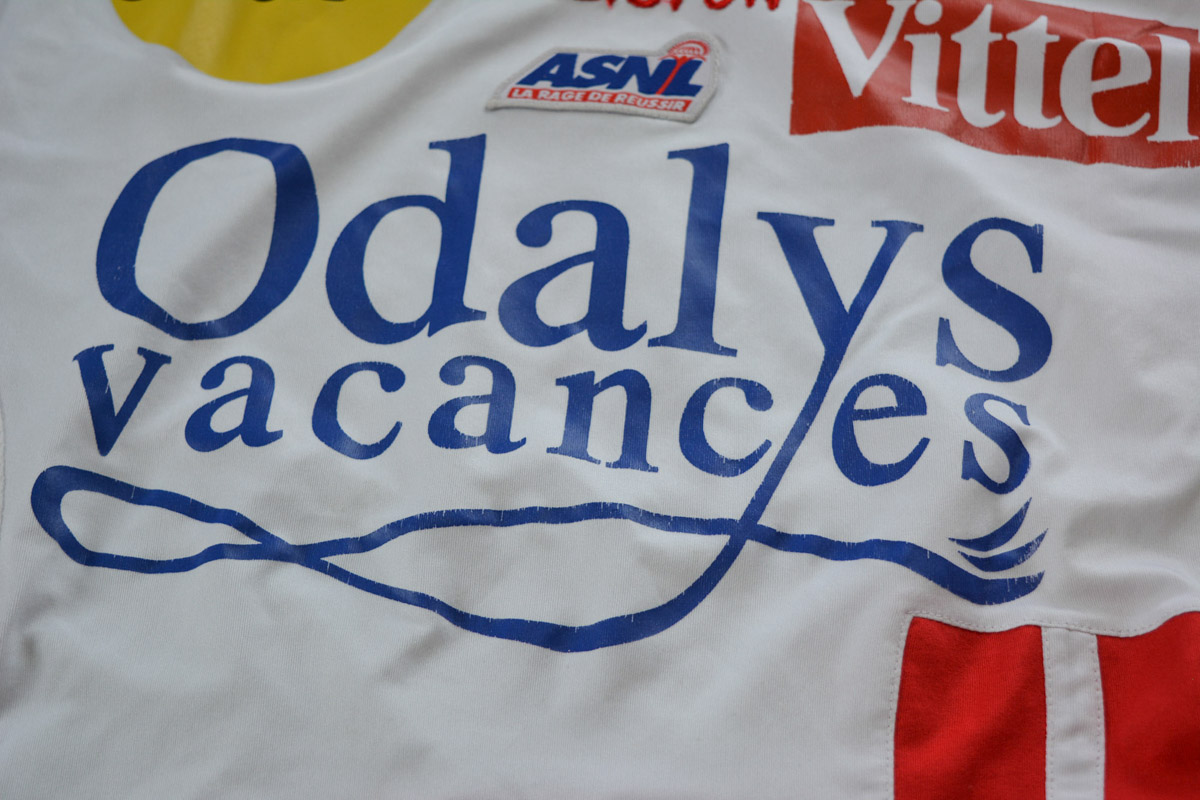 Vittel
ASNL
LA RAGE DE REUSSIR
Odalys
vacances